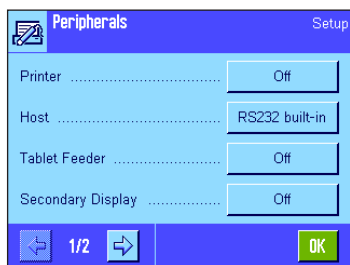 Peripherals Setup
Printer .................................. Off
Host ..................................... RS232 built-in
Tablet Feeder ........................ Off
Secondary Display ................ Off
1/2 OK